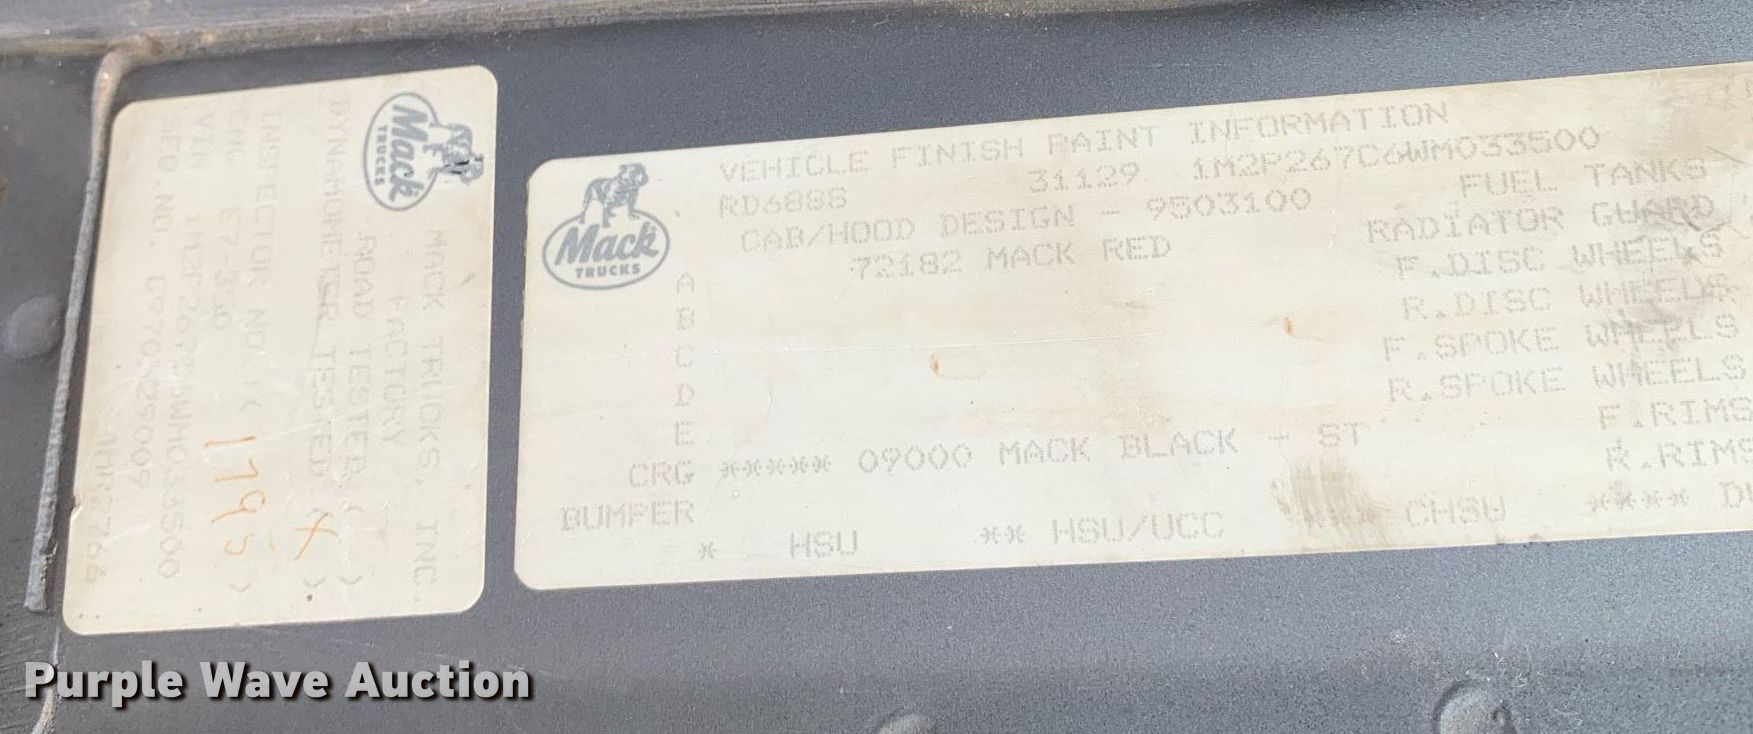 Mack
TRUCKS
MACK TRUCKS, INC.
FACTORY
ROAD TESTED ( )
DYNAMOMETER TESTED (X)
INSPECTOR NO. ( 1795 )
ENG E7-300
VIN 1M2P267C6WM033500
SEQ.NO.
Mack
TRUCKS
VEHICLE FINISH PAINT INFORMATION
RD688S 31129 1M2P267C6WM033500
CAB/HOOD DESIGN - 9503100 FUEL TANKS
A 72182 MACK RED RADIATOR GUARD
B F.DISC WHEELS
C R.DISC WHEELS
D F.SPOKE WHEELS
E R.SPOKE WHEELS
CRG ***** 09000 MACK BLACK - ST F.RIMS
BUMPER R.RIMS
* HSU ** HSU/UCC *** CHSU **** DU
Purple Wave Auction